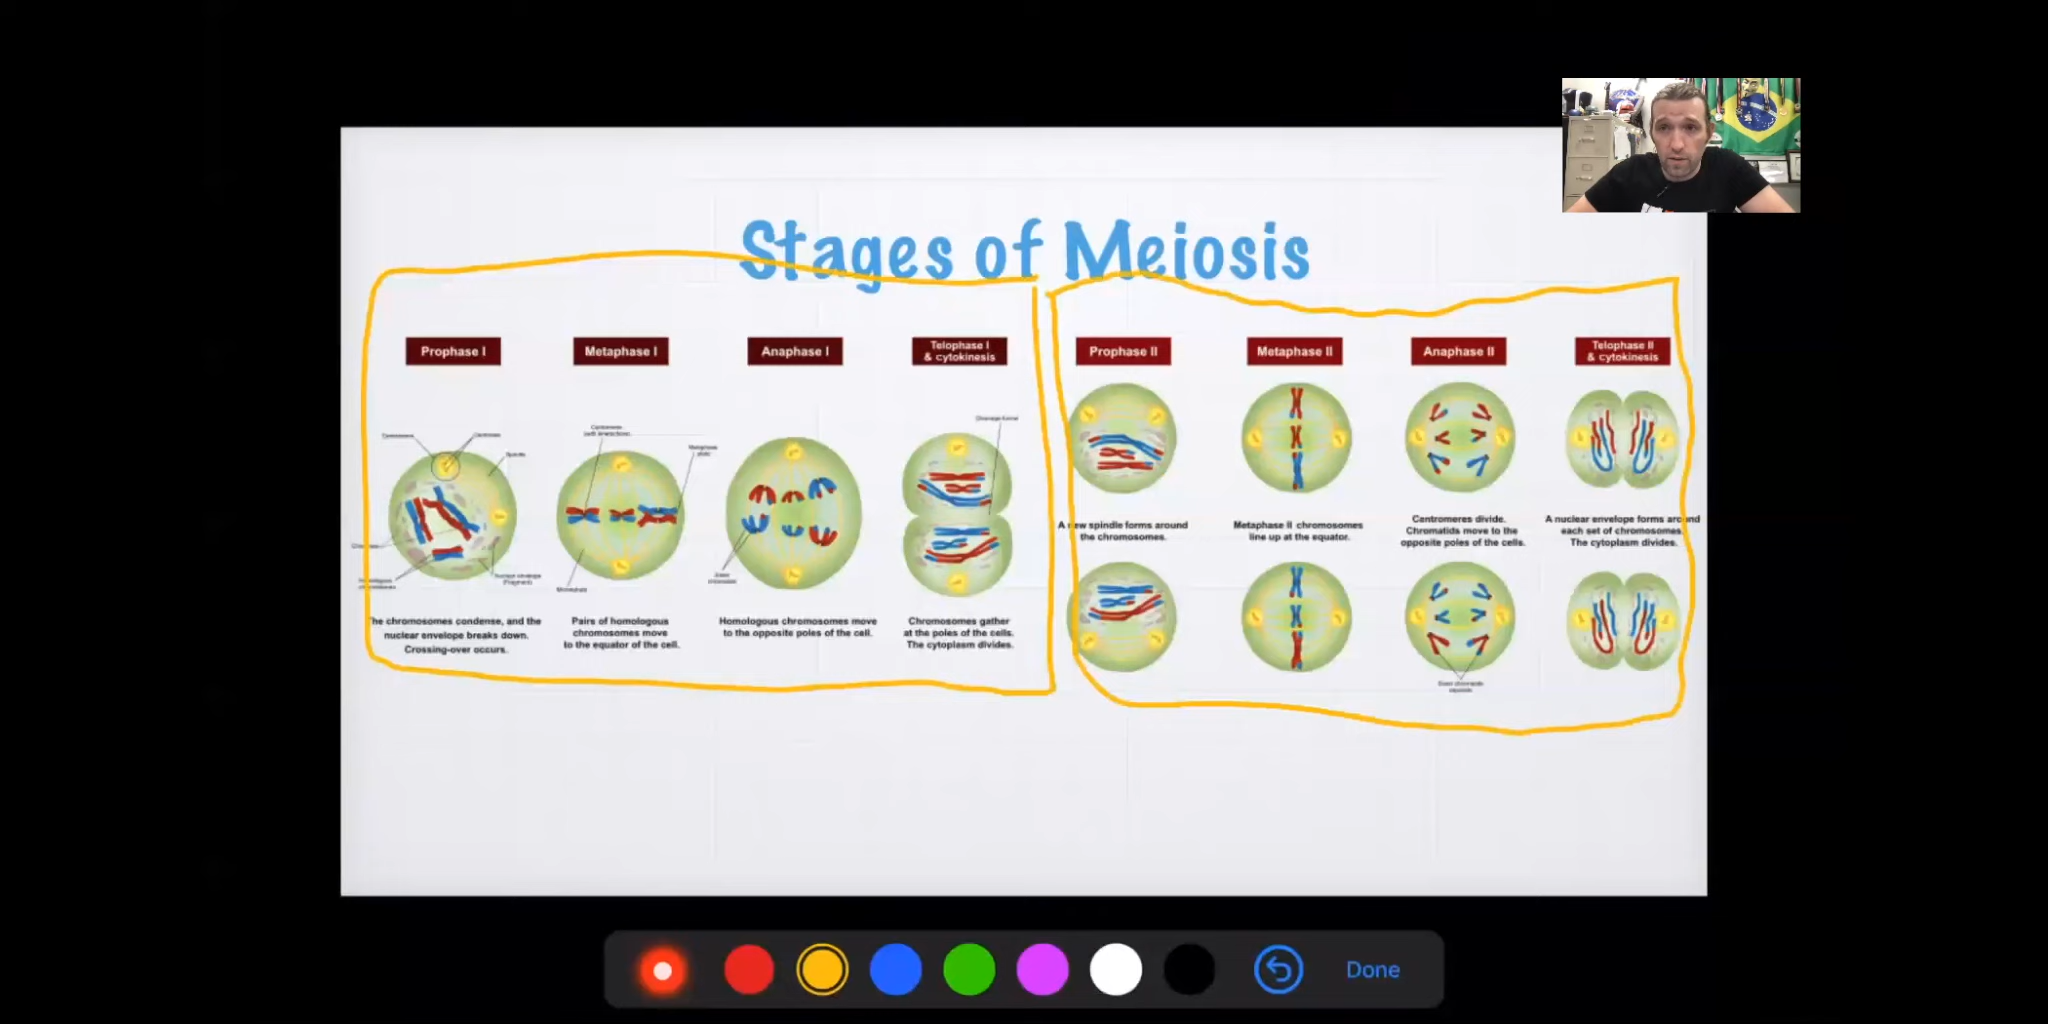 Stages of Meiosis
Prophase I
Metaphase I
Anaphase I
Telophase I
& cytokinesis
Prophase II
Metaphase II
Anaphase II
Telophase II
& cytokinesis
The chromosomes condense, and the
nuclear envelope breaks down.
Crossing-over occurs.
Pairs of homologous
chromosomes move
to the equator of the cell.
Homologous chromosomes move
to the opposite poles of the cell.
Chromosomes gather
at the poles of the cells.
The cytoplasm divides.
A new spindle forms around
the chromosomes.
Metaphase II chromosomes
line up at the equator.
Centromeres divide.
Chromatids move to the
opposite poles of the cells.
A nuclear envelope forms around
each set of chromosomes.
The cytoplasm divides.
Done